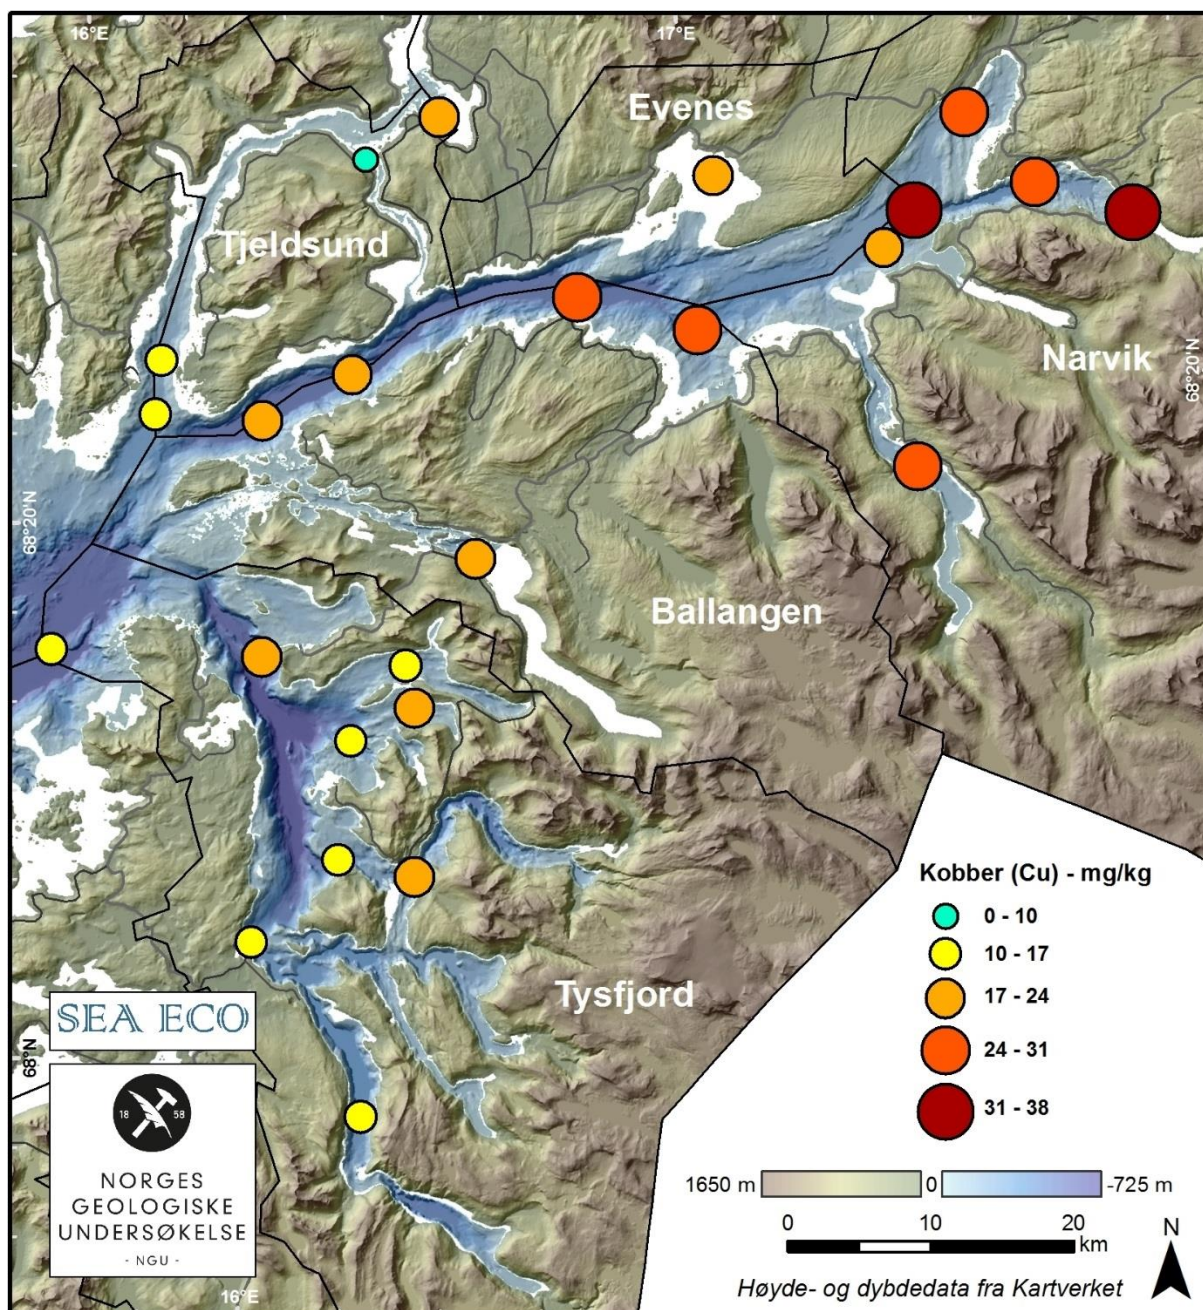 16°E
17°E
Evenes
Tjeldsund
Narvik
68°20'N
68°20'N
Ballangen
Kobber (Cu) - mg/kg
0 - 10
10 - 17
17 - 24
24 - 31
31 - 38
Tysfjord
SEA ECO
68°N
18 58
NORGES
GEOLOGISKE
UNDERSØKELSE
- NGU -
1650 m 0 -725 m
0 10 20
km
N
Høyde- og dybdedata fra Kartverket
16°E